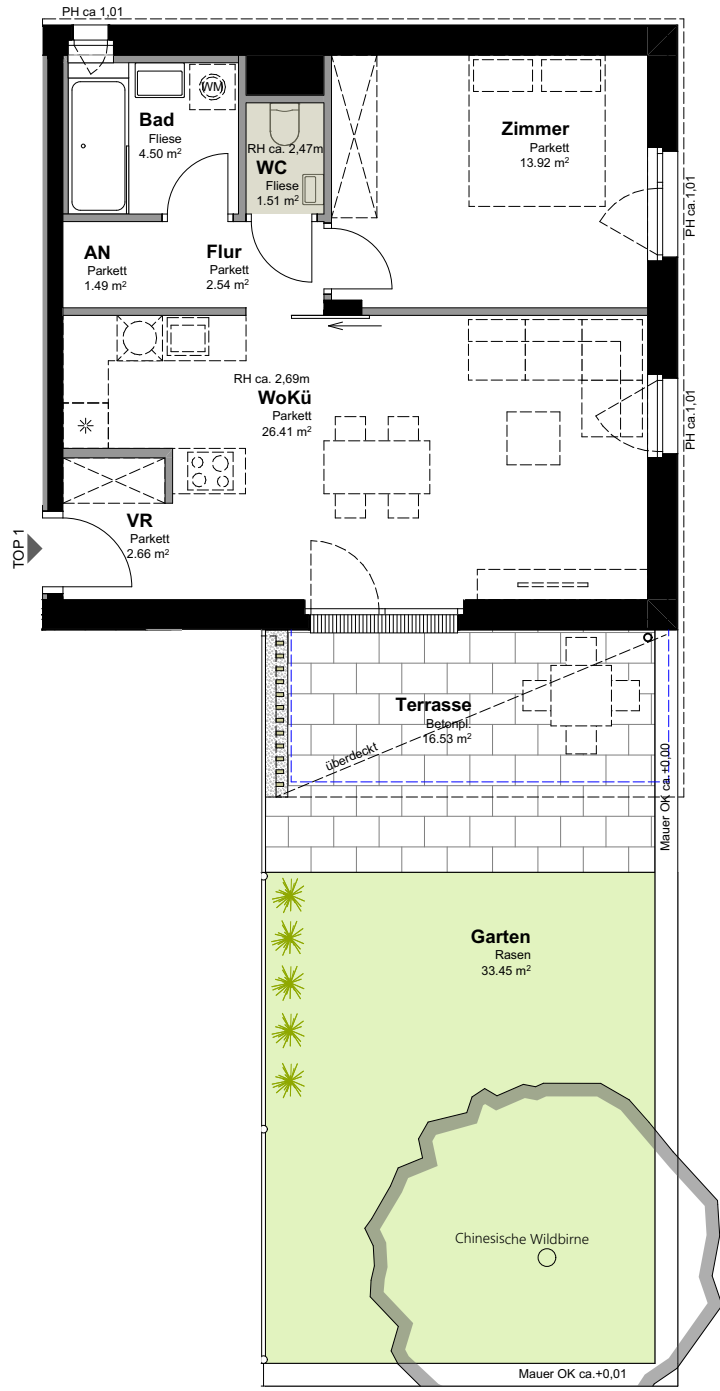 PH ca 1,01
WM
Bad
Fliese
4.50 m²
RH ca. 2,47m
WC
Fliese
1.51 m²
Zimmer
Parkett
13.92 m²
PH ca.1,01
AN
Parkett
1.49 m²
Flur
Parkett
2.54 m²
RH ca. 2,69m
WoKü
Parkett
26.41 m²
PH ca.1,01
TOP 1
VR
Parkett
2.66 m²
Terrasse
Betonpl.
16.53 m²
überdeckt
Mauer OK ca.±0,00
Garten
Rasen
33.45 m²
Chinesische Wildbirne
Mauer OK ca.+0,01